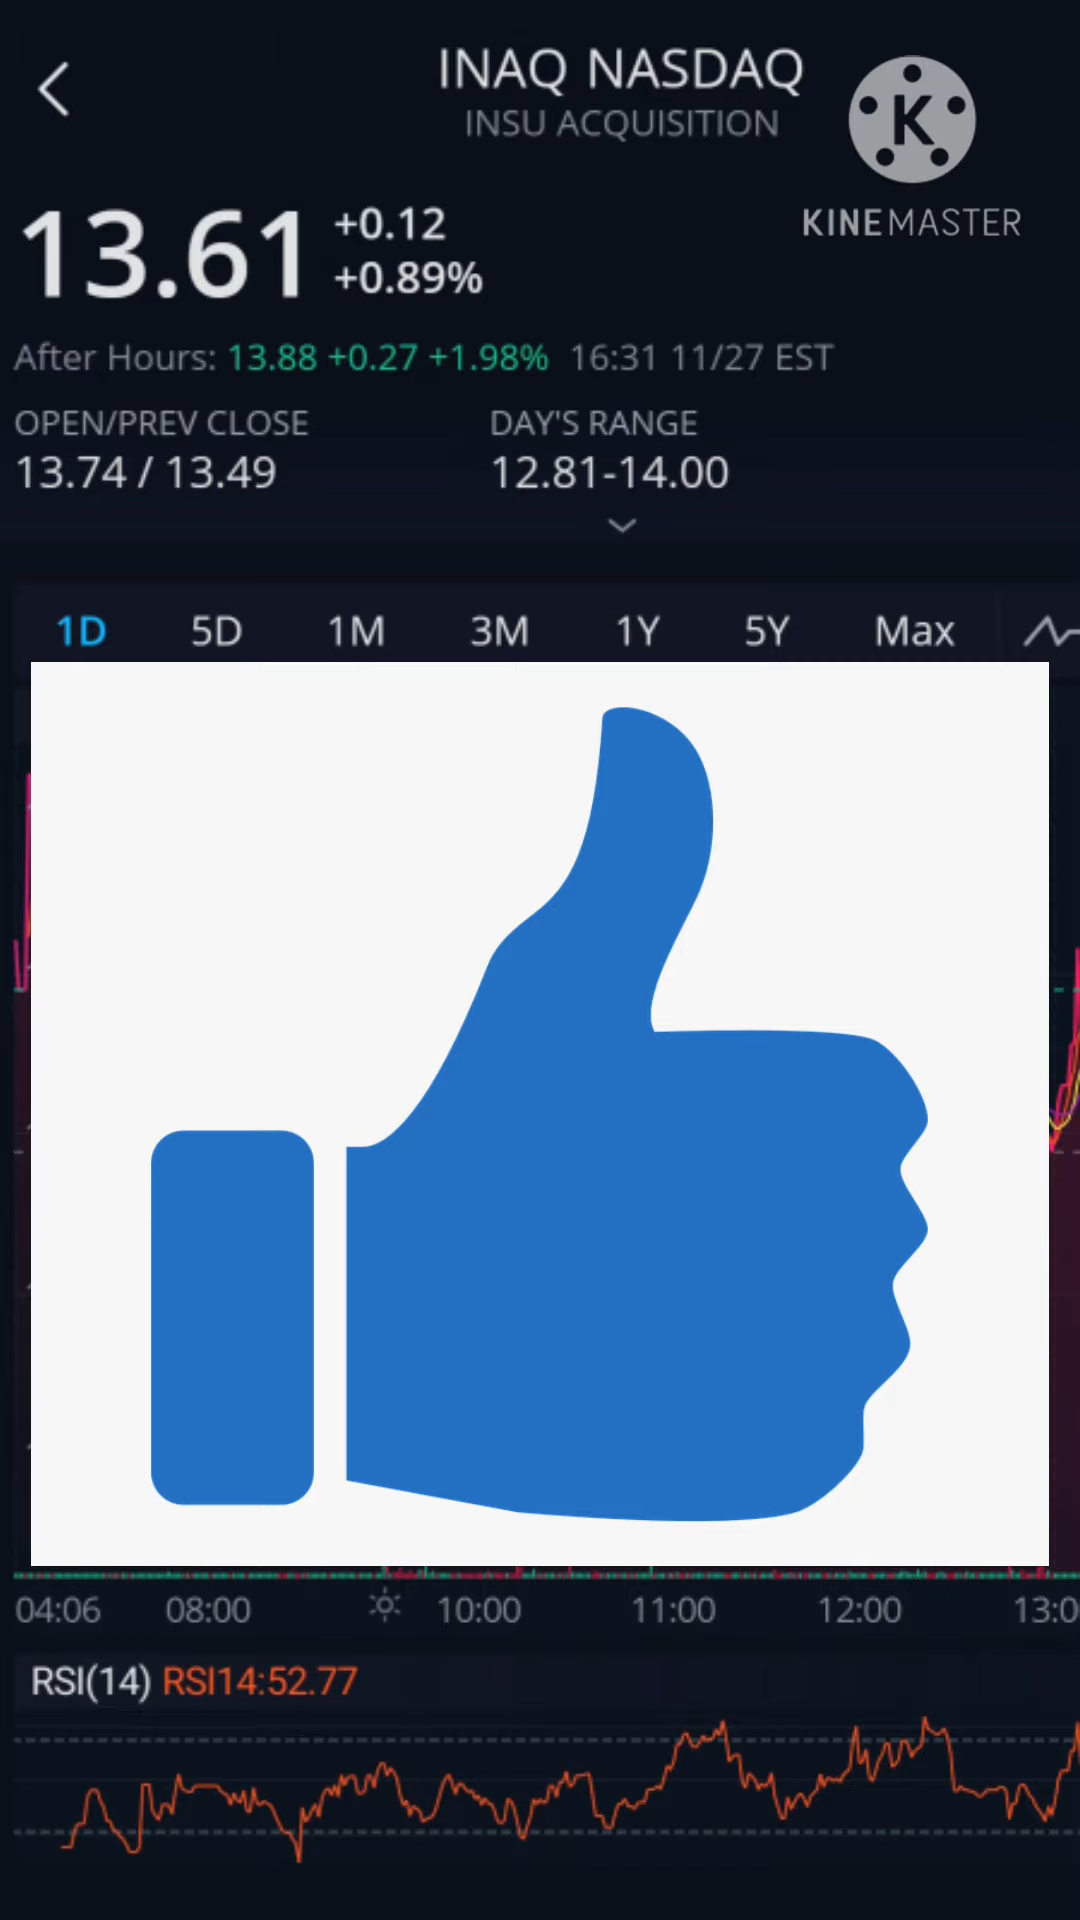 INAQ NASDAQ
INSU ACQUISITION
K
KINEMASTER
13.61
+0.12
+0.89%
After Hours: 13.88 +0.27 +1.98% 16:31 11/27 EST
OPEN/PREV CLOSE DAY'S RANGE
13.74 / 13.49 12.81-14.00
1D 5D 1M 3M 1Y 5Y Max
04:06 08:00 10:00 11:00 12:00 13:0
RSI(14) RSI14:52.77